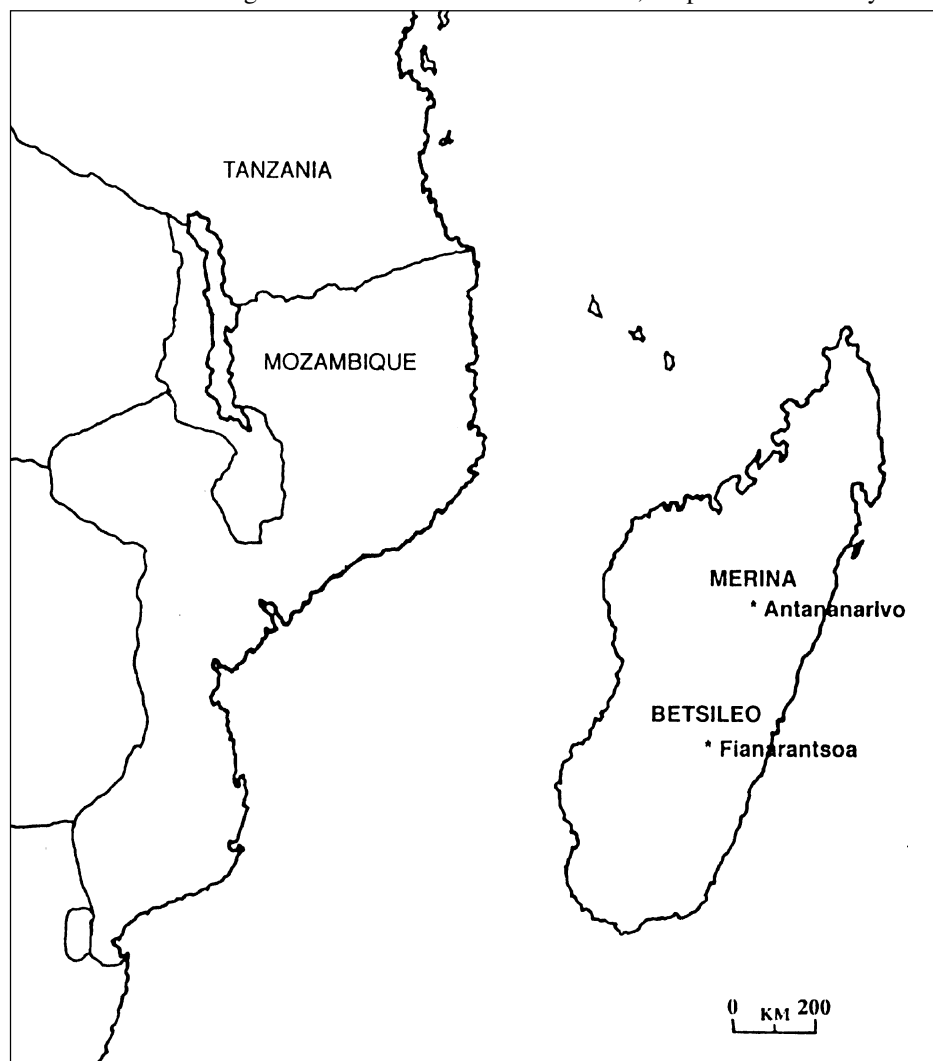 TANZANIA
MOZAMBIQUE
MERINA
* Antananarivo
BETSILEO
* Fianarantsoa
0 KM 200